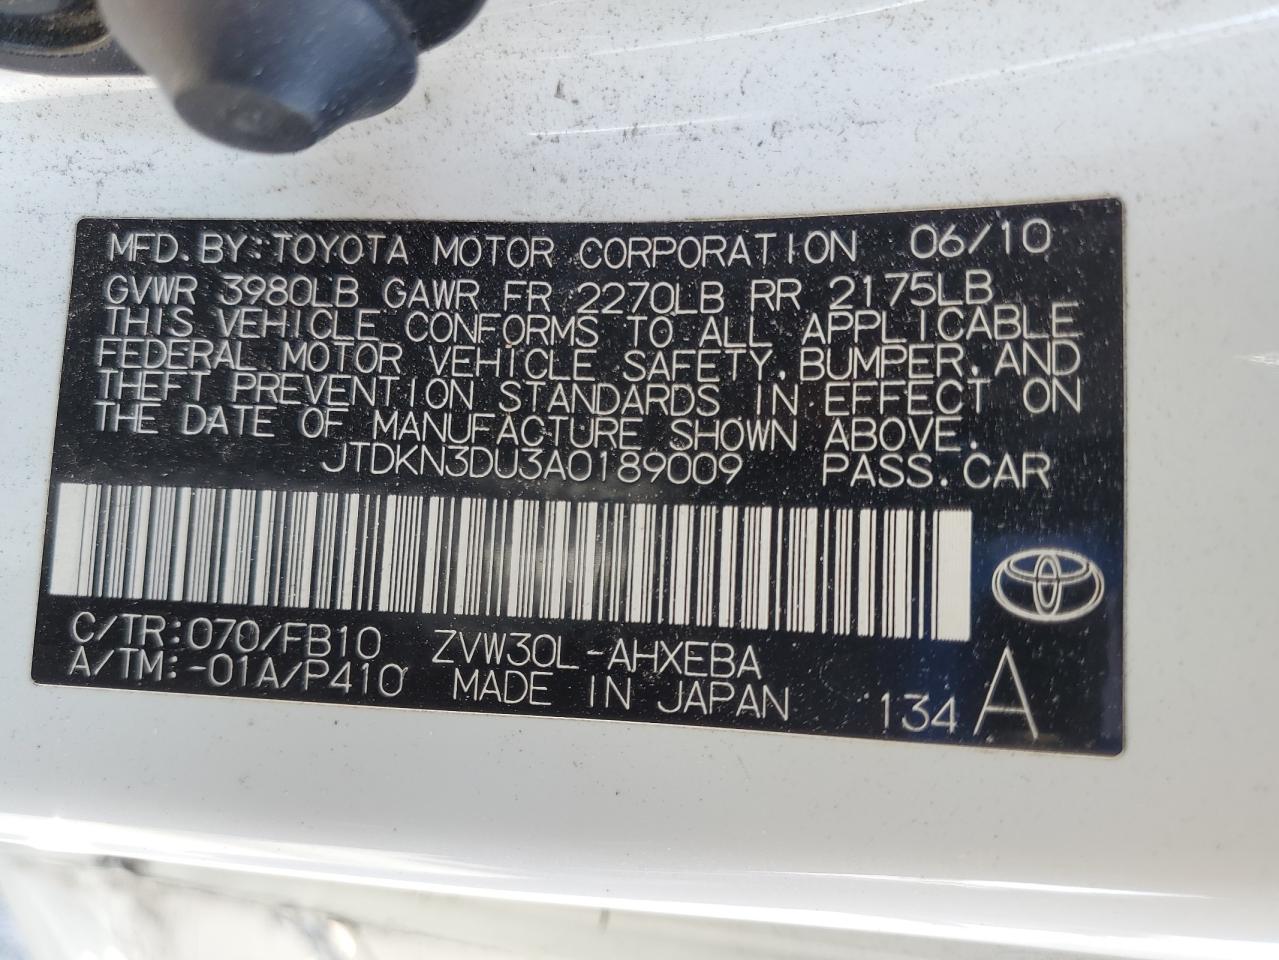 MFD. BY: TOYOTA MOTOR CORPORATION 06/10
GVWR 3980LB GAWR FR 2270LB RR 2175LB
THIS VEHICLE CONFORMS TO ALL APPLICABLE
FEDERAL MOTOR VEHICLE SAFETY, BUMPER, AND
THEFT PREVENTION STANDARDS IN EFFECT ON
THE DATE OF MANUFACTURE SHOWN ABOVE.
JTDKN3DU3A0189009 PASS. CAR
C/TR: 070/FB10 ZVW30L-AHXEBA
A/TM: -01A/P410 MADE IN JAPAN 134 A